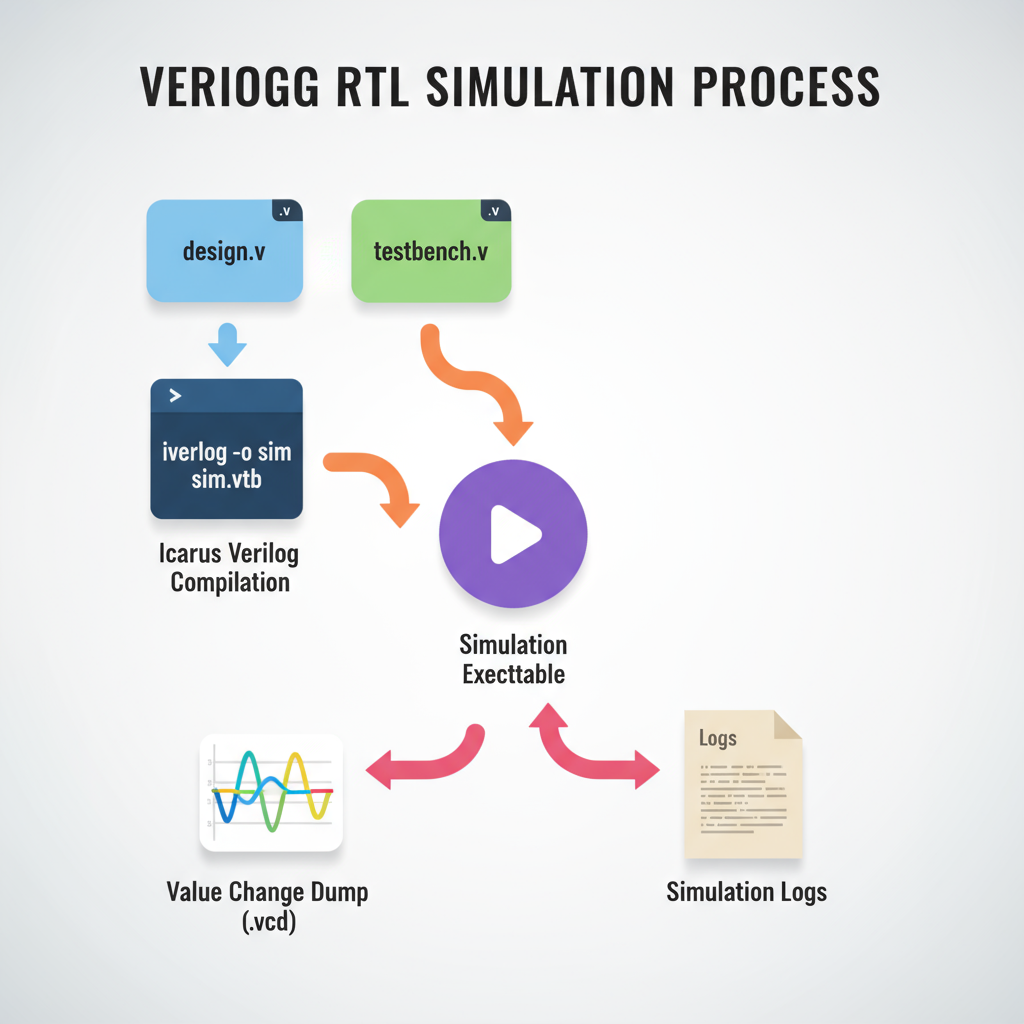 VERIOGG RTL SIMULATION PROCESS
.v
design.v
.v
testbench.v
>
iverlog -o sim
sim.vtb
Icarus Verilog
Compilation
Simulation
Execttable
Logs
Value Change Dump
(.vcd)
Simulation Logs